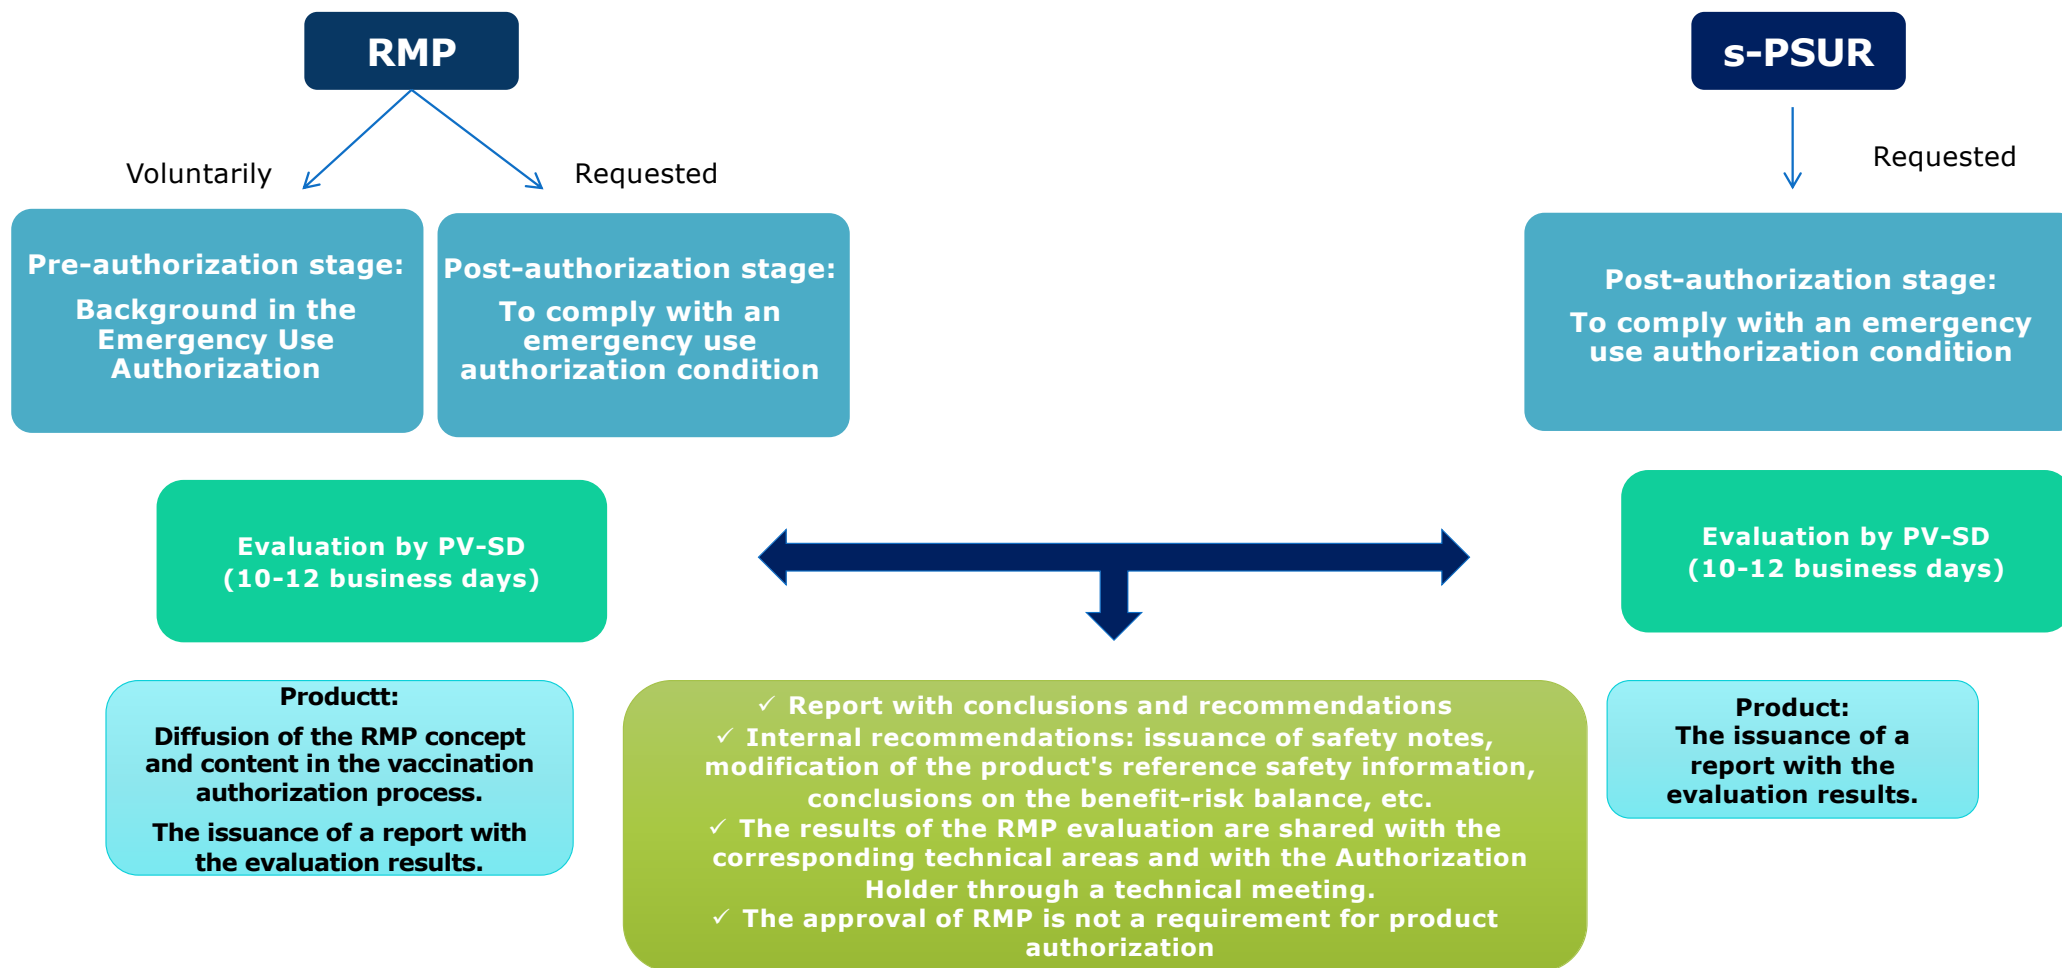 RMP
s-PSUR
Voluntarily
Requested
Requested
Pre-authorization stage:
Background in the
Emergency Use
Authorization
Post-authorization stage:
To comply with an
emergency use
authorization condition
Post-authorization stage:
To comply with an emergency
use authorization condition
Evaluation by PV-SD
(10-12 business days)
Evaluation by PV-SD
(10-12 business days)
Productt:
Diffusion of the RMP concept
and content in the vaccination
authorization process.
The issuance of a report with
the evaluation results.
✓ Report with conclusions and recommendations
✓ Internal recommendations: issuance of safety notes,
modification of the product's reference safety information,
conclusions on the benefit-risk balance, etc.
✓ The results of the RMP evaluation are shared with the
corresponding technical areas and with the Authorization
Holder through a technical meeting.
✓ The approval of RMP is not a requirement for product
authorization
Product:
The issuance of a
report with the
evaluation results.